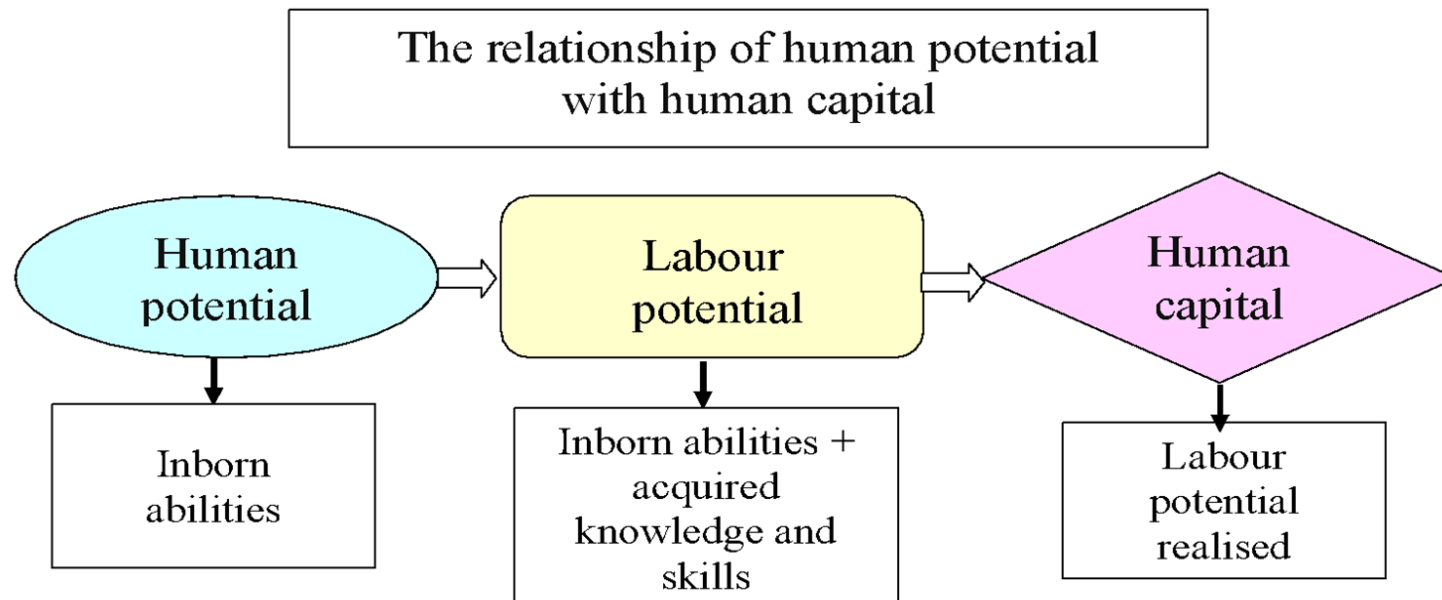 The relationship of human potential
with human capital
Human
potential
Labour
potential
Human
capital
Inborn
abilities
Inborn abilities +
acquired
knowledge and
skills
Labour
potential
realised